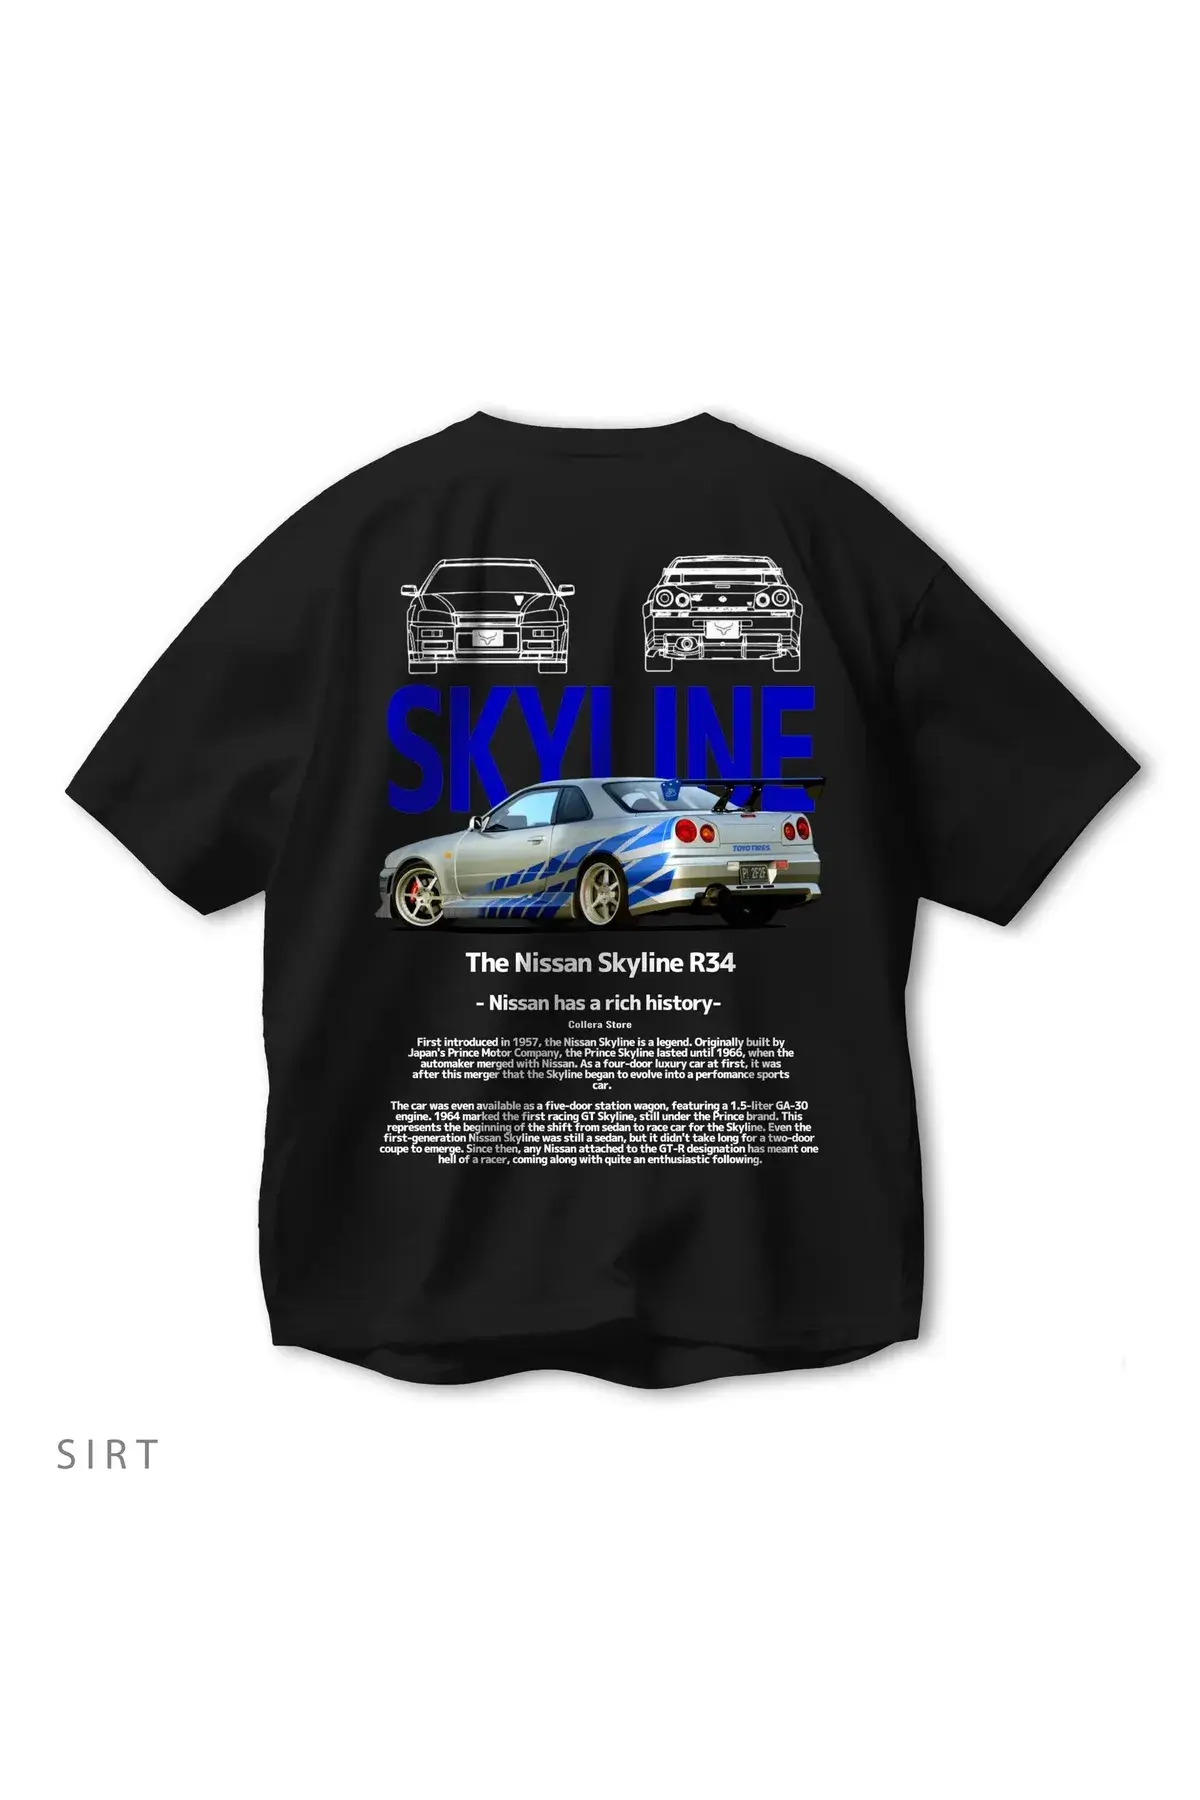 SKYLINE
TOYO TIRES
The Nissan Skyline R34
- Nissan has a rich history-
Collera Store
First introduced in 1957, the Nissan Skyline is a legend. Originally built by
Japan's Prince Motor Company, the Prince Skyline lasted until 1966, when the
automaker merged with Nissan. As a four-door luxury car at first, it was
after this merger that the Skyline began to evolve into a perfomance sports
car.
The car was even available as a five-door station wagon, featuring a 1.5-liter GA-30
engine. 1964 marked the first racing GT Skyline, still under the Prince brand. This
represents the beginning of the shift from sedan to race car for the Skyline. Even the
first-generation Nissan Skyline was still a sedan, but it didn't take long for a two-door
coupe to emerge. Since then, any Nissan attached to the GT-R designation has meant one
hell of a racer, coming along with quite an enthusiastic following.
SIRT